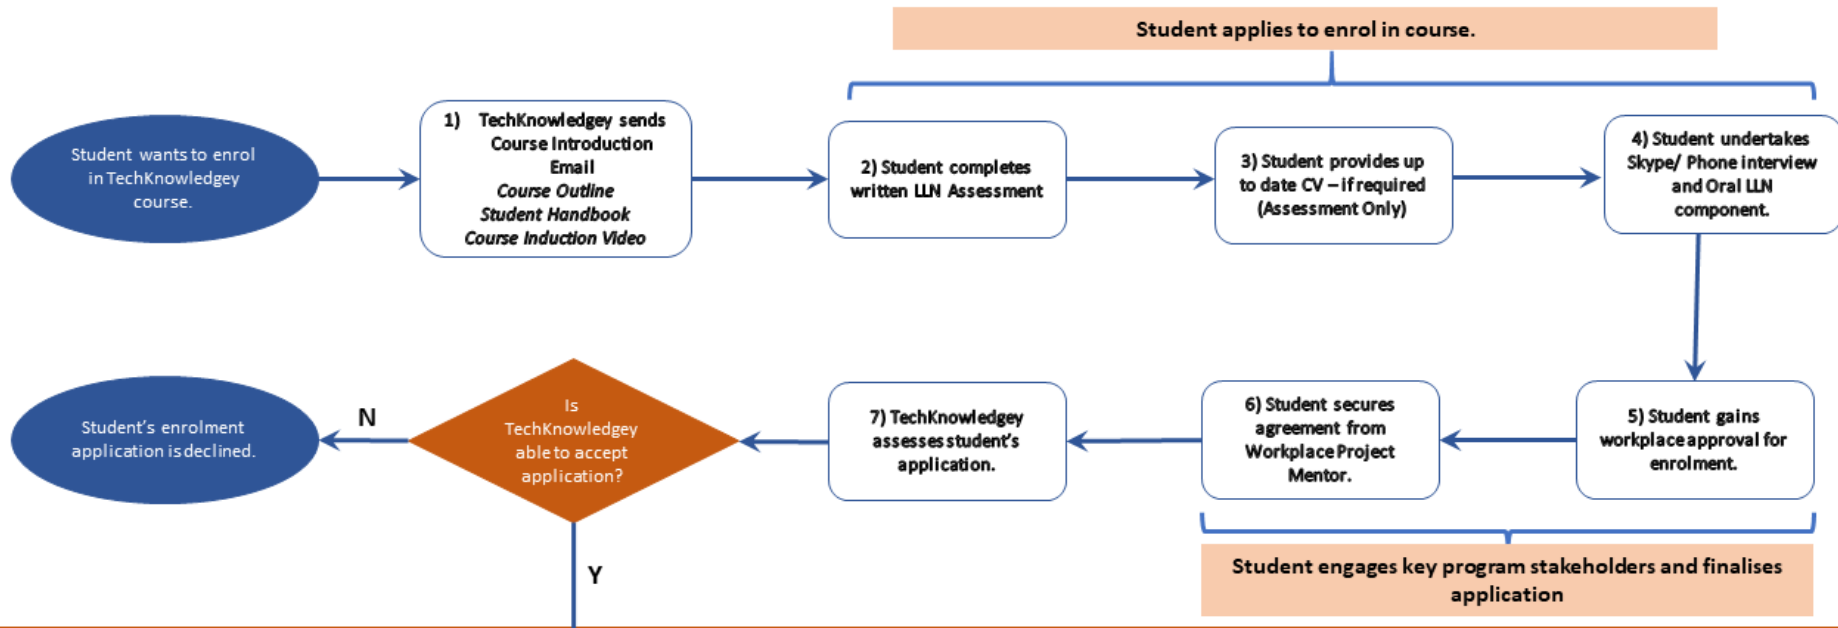 Student applies to enrol in course.
Student wants to enrol
in TechKnowledgey
course.
1) TechKnowledgey sends
Course Introduction
Email
Course Outline
Student Handbook
Course Induction Video
2) Student completes
written LLN Assessment
3) Student provides up
to date CV – if required
(Assessment Only)
4) Student undertakes
Skype/ Phone interview
and Oral LLN
component.
5) Student gains
workplace approval for
enrolment.
6) Student secures
agreement from
Workplace Project
Mentor.
Student engages key program stakeholders and finalises
application
7) TechKnowledgey
assesses student's
application.
Is
TechKnowledgey
able to accept
application?
N
Student's enrolment
application is declined.
Y